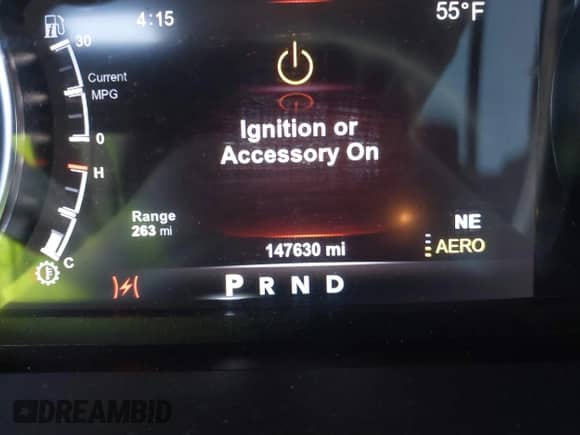 4:15
55°F
30
Current
MPG
0
H
C
Ignition or
Accessory On
Range
263 mi
147630 mi
NE
AERO
P R N D
DREAMBID